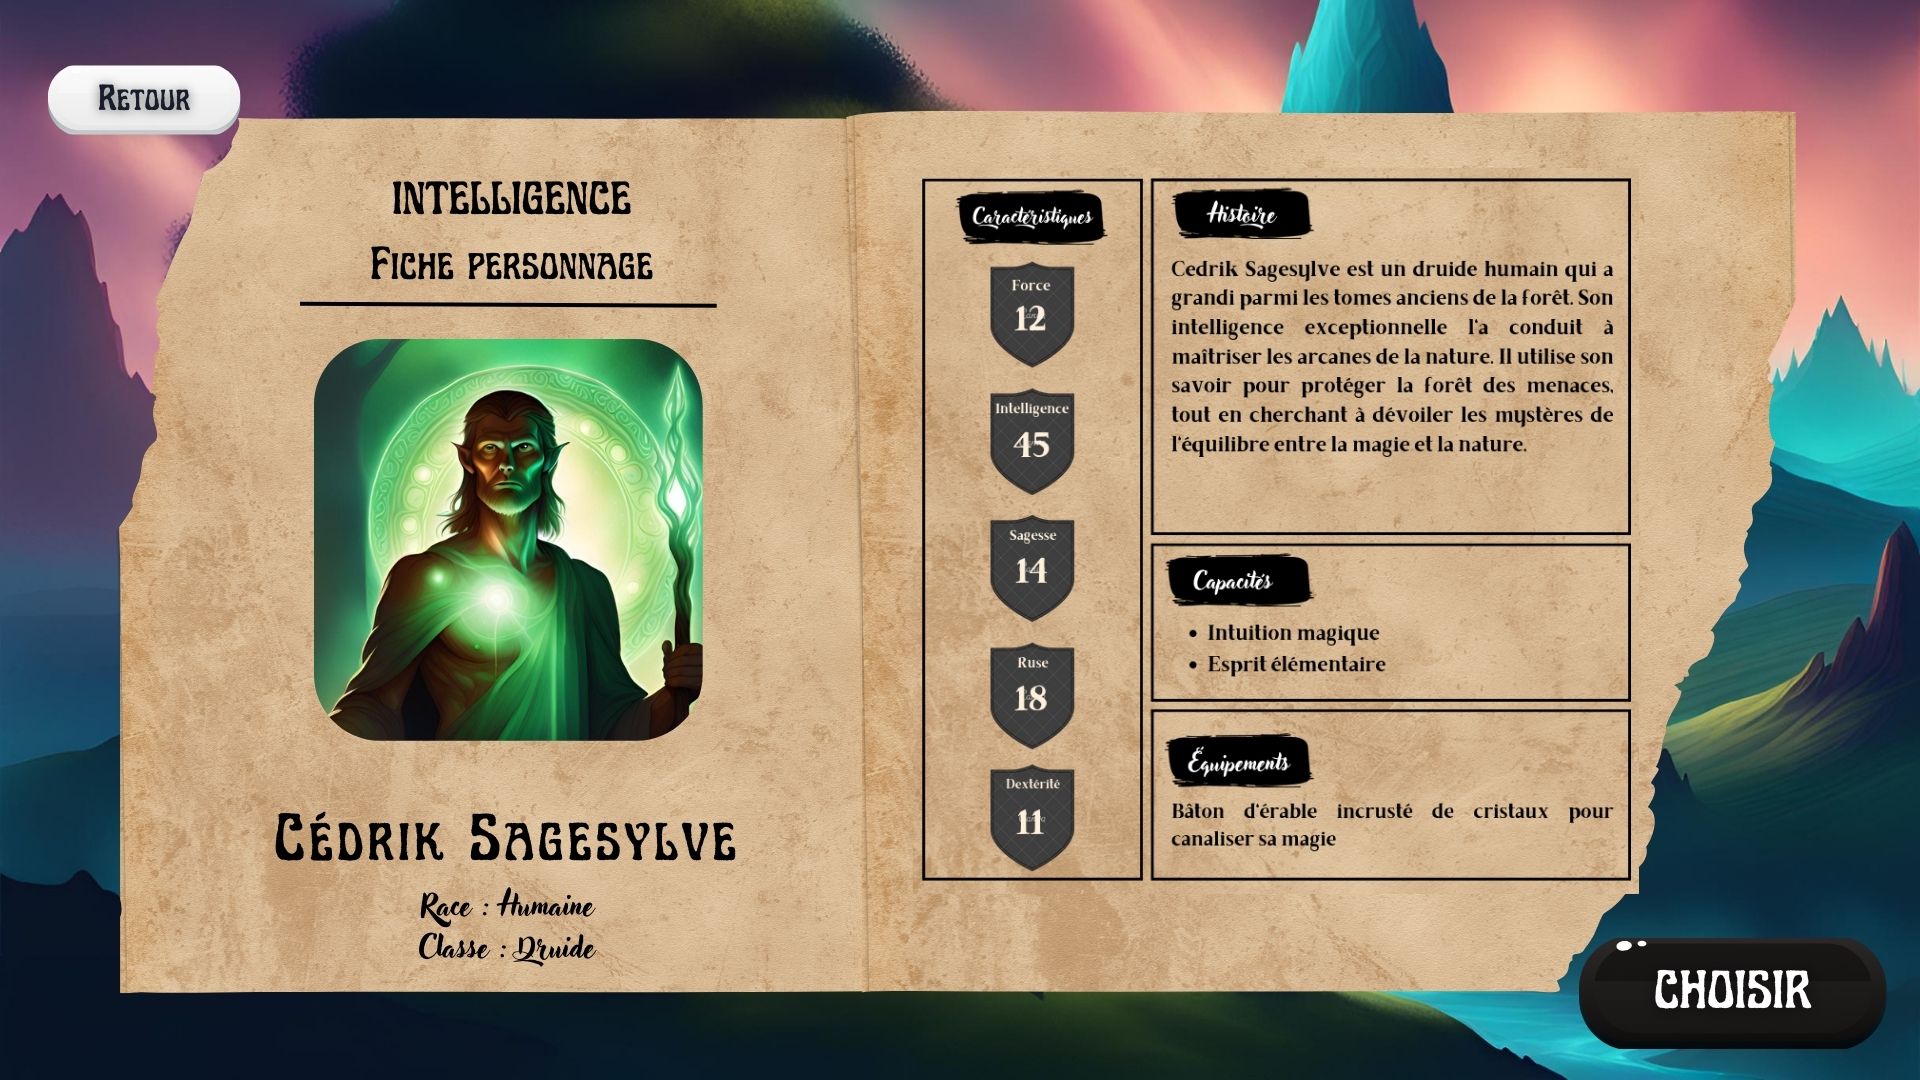 RETOUR
INTELLIGENCE
FICHE PERSONNAGE
CÉDRIK SAGESYLVE
Race : Humaine
Classe : Druide
Caractéristiques
Force
12
Intelligence
45
Sagesse
14
Ruse
18
Dextérité
11
Histoire
Cedrik Sagesylve est un druide humain qui a
grandi parmi les tomes anciens de la forêt. Son
intelligence exceptionnelle l'a conduit à
maîtriser les arcanes de la nature. Il utilise son
savoir pour protéger la forêt des menaces,
tout en cherchant à dévoiler les mystères de
l'équilibre entre la magie et la nature.
Capacités
• Intuition magique
• Esprit élémentaire
Équipements
Bâton d'érable incrusté de cristaux pour
canaliser sa magie
CHOISIR